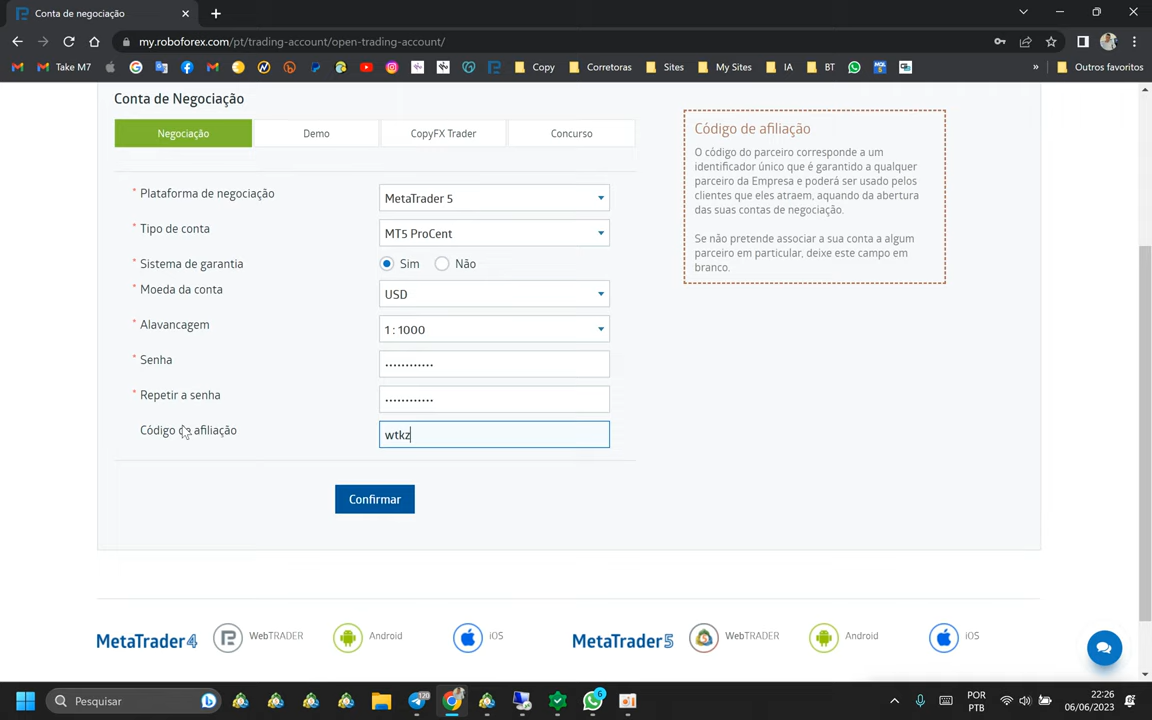 Conta de negociação
my.roboforex.com/pt/trading-account/open-trading-account/
Take M7
Copy
Corretoras
Sites
My Sites
IA
BT
»
Outros favoritos
Conta de Negociação
Negociação
Demo
CopyFX Trader
Concurso
* Plataforma de negociação
MetaTrader 5
* Tipo de conta
MT5 ProCent
* Sistema de garantia
Sim
Não
* Moeda da conta
USD
* Alavancagem
1 : 1000
* Senha
••••••••••••
* Repetir a senha
••••••••••••
Código de afiliação
wtkz
Confirmar
Código de afiliação
O código do parceiro corresponde a um
identificador único que é garantido a qualquer
parceiro da Empresa e poderá ser usado pelos
clientes que eles atraem, aquando da abertura
das suas contas de negociação.
Se não pretende associar a sua conta a algum
parceiro em particular, deixe este campo em
branco.
MetaTrader4
WebTRADER
Android
iOS
MetaTrader5
WebTRADER
Android
iOS
Pesquisar
120
6
POR
PTB
22:26
06/06/2023